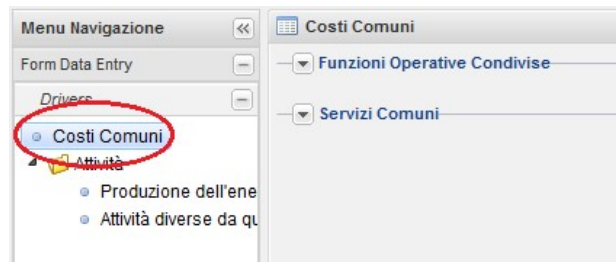 Menu Navigazione
Form Data Entry
Drivers
Costi Comuni
Attività
Produzione dell'ene
Attività diverse da qu
Costi Comuni
Funzioni Operative Condivise
Servizi Comuni